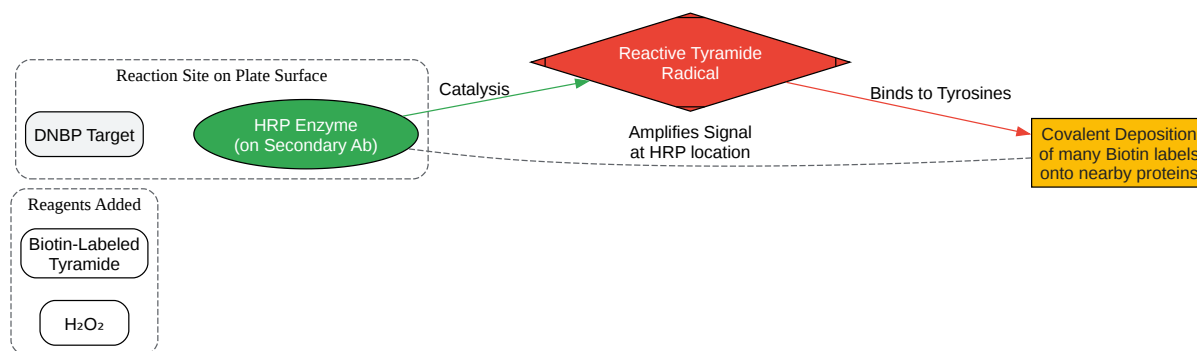 Reaction Site on Plate Surface
DNBP Target
HRP Enzyme
(on Secondary Ab)
Catalysis
Reactive Tyramide
Radical
Binds to Tyrosines
Amplifies Signal
at HRP location
Covalent Deposition
of many Biotin labels
onto nearby proteins
Reagents Added
Biotin-Labeled
Tyramide
H₂O₂